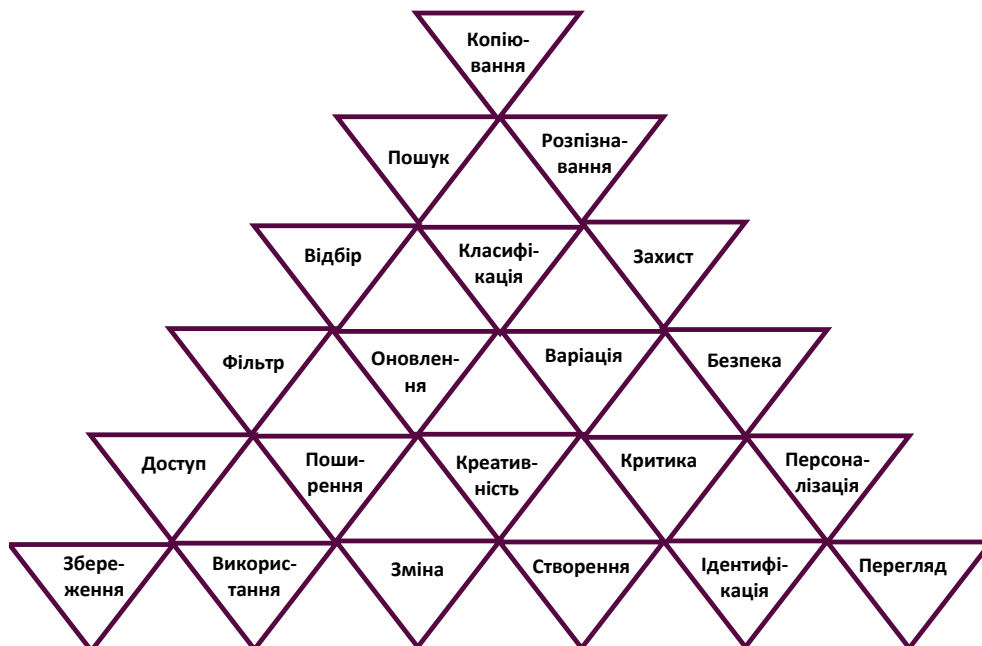 Копію-
вання
Пошук
Розпізна-
вання
Відбір
Класифі-
кація
Захист
Фільтр
Оновлен-
ня
Варіація
Безпека
Доступ
Поши-
рення
Креатив-
ність
Критика
Персона-
лізація
Збере-
ження
Викорис-
тання
Зміна
Створення
Ідентифі-
кація
Перегляд